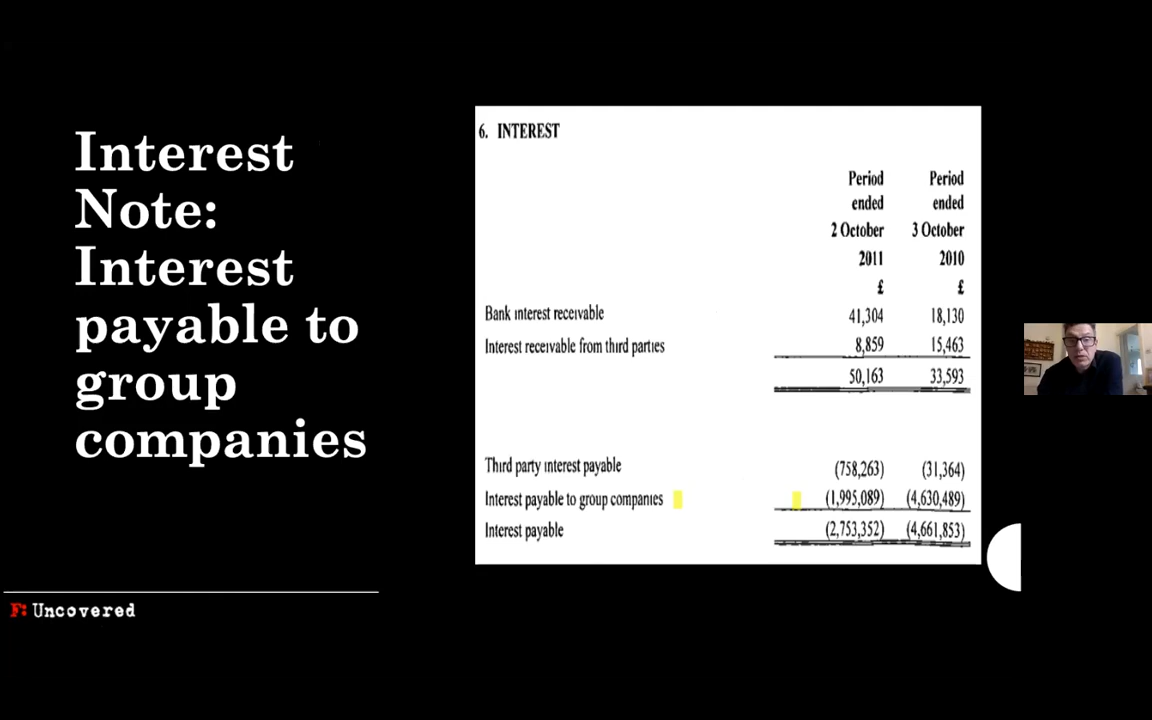 Interest
Note:
Interest
payable to
group
companies
F: Uncovered
6. INTEREST
Period Period
ended ended
2 October 3 October
2011 2010
£ £
Bank interest receivable 41,304 18,130
Interest receivable from third parties 8,859 15,463
50,163 33,593
Third party interest payable (758,263) (31,364)
Interest payable to group companies (1,995,089) (4,630,489)
Interest payable (2,753,352) (4,661,853)